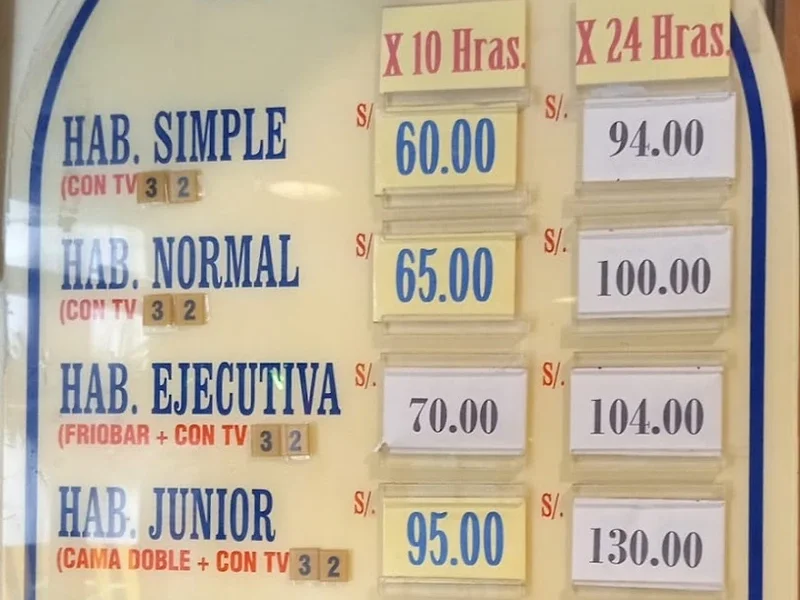 X 10 Hras. X 24 Hras.
HAB. SIMPLE S/ 60.00 S/. 94.00
(CON TV 32
HAB. NORMAL S/ 65.00 S/. 100.00
(CON TV 32
HAB. EJECUTIVA S/. 70.00 S/. 104.00
(FRIOBAR + CON TV 32
HAB. JUNIOR S/. 95.00 S/. 130.00
(CAMA DOBLE + CON TV 32